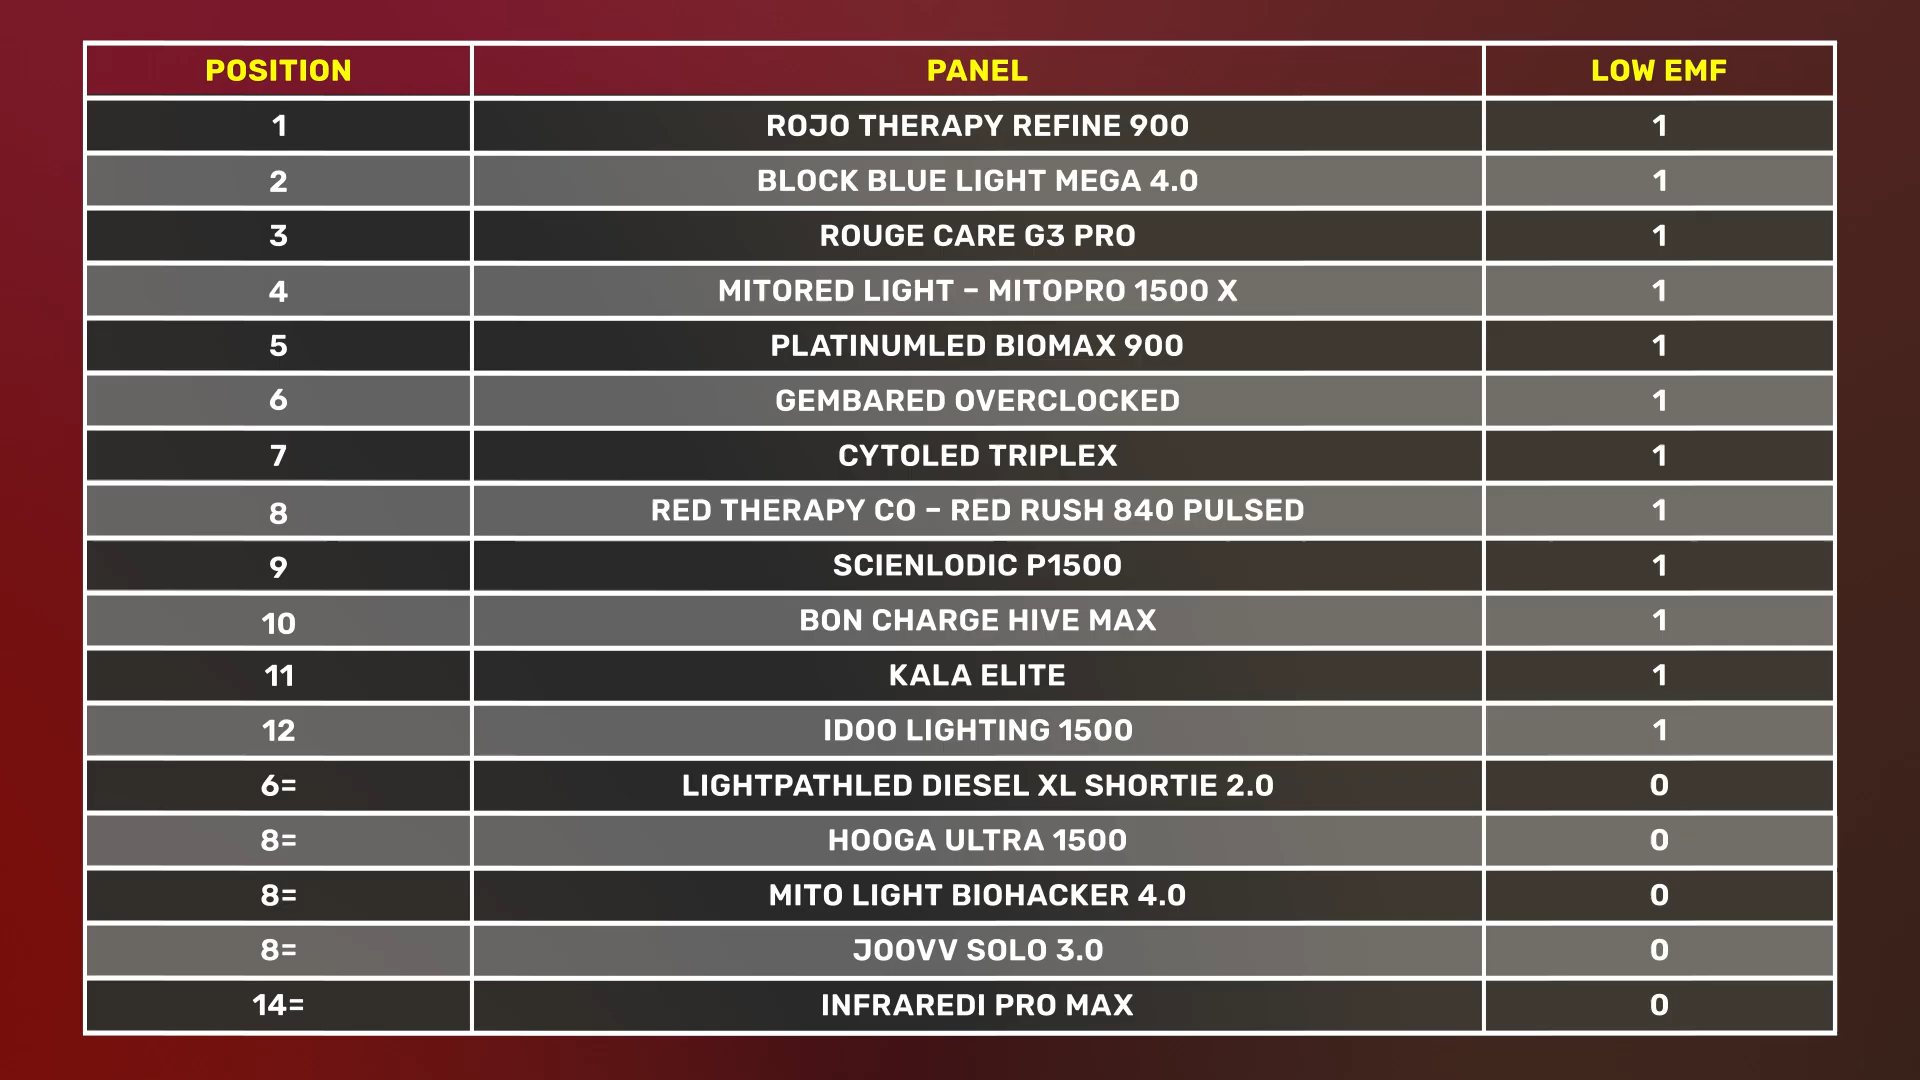 POSITION PANEL LOW EMF
1 ROJO THERAPY REFINE 900 1
2 BLOCK BLUE LIGHT MEGA 4.0 1
3 ROUGE CARE G3 PRO 1
4 MITORED LIGHT – MITOPRO 1500 X 1
5 PLATINUMLED BIOMAX 900 1
6 GEMBARED OVERCLOCKED 1
7 CYTOLED TRIPLEX 1
8 RED THERAPY CO – RED RUSH 840 PULSED 1
9 SCIENLODIC P1500 1
10 BON CHARGE HIVE MAX 1
11 KALA ELITE 1
12 IDOO LIGHTING 1500 1
6= LIGHTPATHLED DIESEL XL SHORTIE 2.0 0
8= HOOGA ULTRA 1500 0
8= MITO LIGHT BIOHACKER 4.0 0
8= JOOVV SOLO 3.0 0
14= INFRAREDI PRO MAX 0